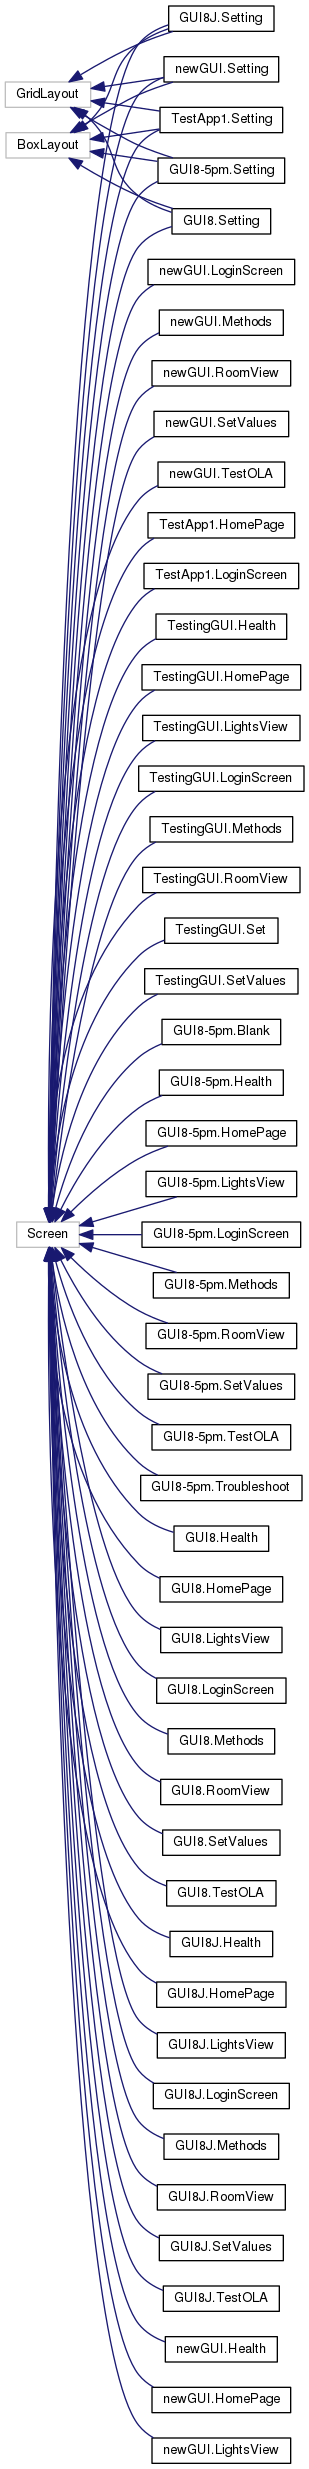 GUI8J.Setting
newGUI.Setting
GridLayout
TestApp1.Setting
BoxLayout
GUI8-5pm.Setting
GUI8.Setting
newGUI.LoginScreen
newGUI.Methods
newGUI.RoomView
newGUI.SetValues
newGUI.TestOLA
TestApp1.HomePage
TestApp1.LoginScreen
TestingGUI.Health
TestingGUI.HomePage
TestingGUI.LightsView
TestingGUI.LoginScreen
TestingGUI.Methods
TestingGUI.RoomView
TestingGUI.Set
TestingGUI.SetValues
GUI8-5pm.Blank
GUI8-5pm.Health
GUI8-5pm.HomePage
GUI8-5pm.LightsView
Screen
GUI8-5pm.LoginScreen
GUI8-5pm.Methods
GUI8-5pm.RoomView
GUI8-5pm.SetValues
GUI8-5pm.TestOLA
GUI8-5pm.Troubleshoot
GUI8.Health
GUI8.HomePage
GUI8.LightsView
GUI8.LoginScreen
GUI8.Methods
GUI8.RoomView
GUI8.SetValues
GUI8.TestOLA
GUI8J.Health
GUI8J.HomePage
GUI8J.LightsView
GUI8J.LoginScreen
GUI8J.Methods
GUI8J.RoomView
GUI8J.SetValues
GUI8J.TestOLA
newGUI.Health
newGUI.HomePage
newGUI.LightsView